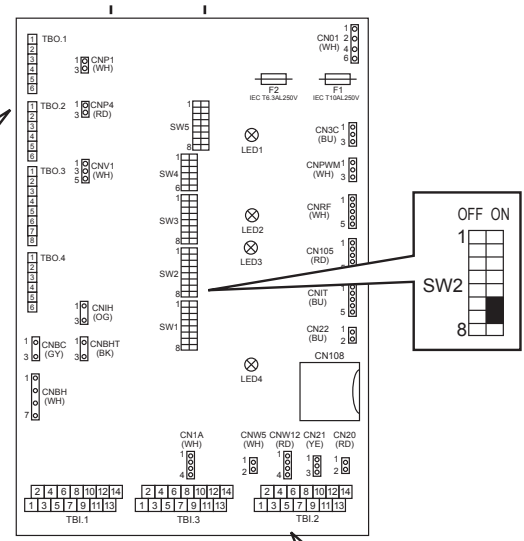 TBO.1
1
2
3
4
5
6
CNP1
(WH)
1
3
CN01
(WH)
1
2
4
6
F2
IEC T6.3AL250V
F1
IEC T10AL250V
TBO.2
1
2
3
4
5
6
CNP4
(RD)
1
3
SW5
1
8
LED1
CN3C
(BU)
1
3
TBO.3
1
2
3
4
5
6
7
8
CNV1
(WH)
1
3
5
SW4
1
6
CNPWM
(WH)
1
3
SW3
1
8
LED2
CNRF
(WH)
1
5
OFF ON
1
SW2
8
TBO.4
1
2
3
4
5
6
SW2
1
8
LED3
CN105
(RD)
1
5
CNIT
(BU)
1
5
CNIH
(OG)
1
3
SW1
1
8
CN22
(BU)
1
2
CNBC
(GY)
1
3
CNBHT
(BK)
1
3
CN108
LED4
CNBH
(WH)
1
7
CN1A
(WH)
1
4
CNW5
(WH)
1
2
CNW12
(RD)
1
4
CN21
(YE)
1
3
CN20
(RD)
1
2
2 4 6 8 10 12 14
1 3 5 7 9 11 13
TBI.1
2 4 6 8 10 12 14
1 3 5 7 9 11 13
TBI.3
2 4 6 8 10 12 14
1 3 5 7 9 11 13
TBI.2